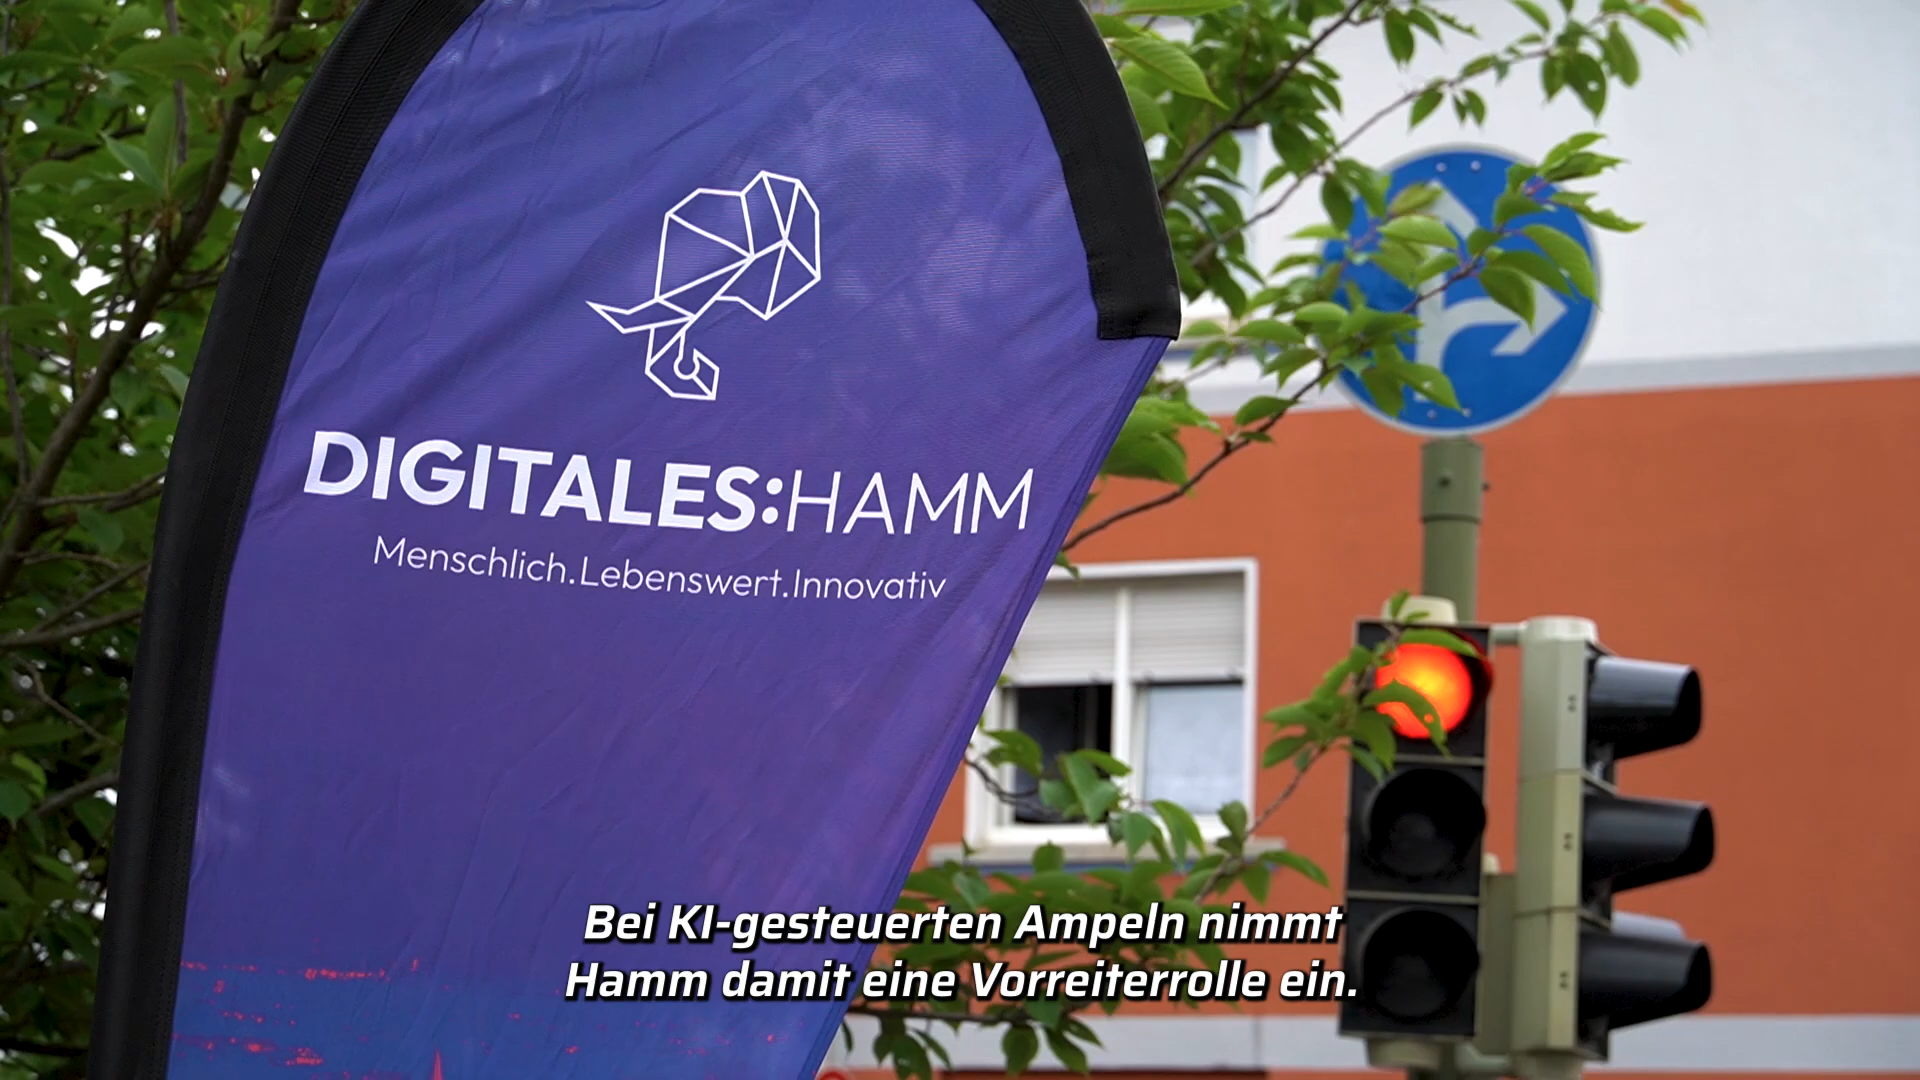 DIGITALES:HAMM
Menschlich.Lebenswert.Innovativ
Bei KI-gesteuerten Ampeln nimmt
Hamm damit eine Vorreiterrolle ein.